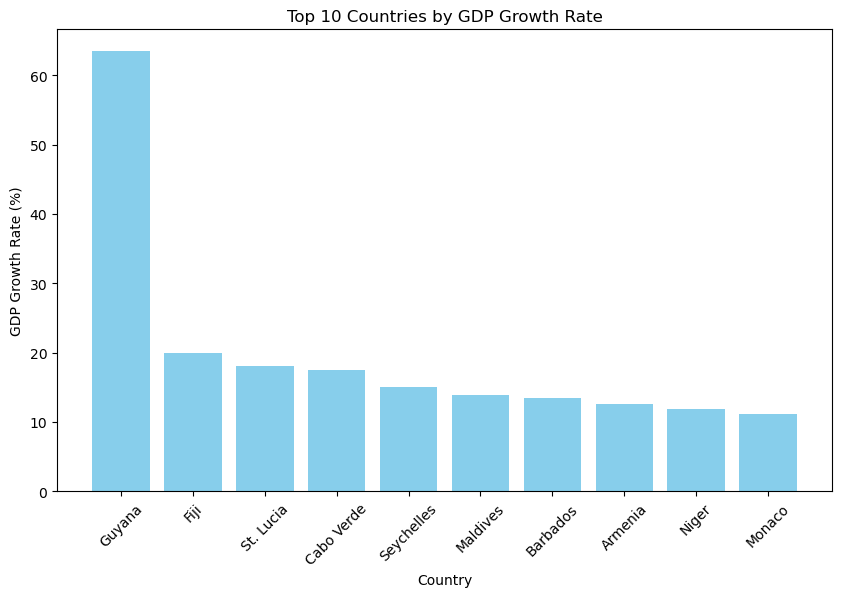 Top 10 Countries by GDP Growth Rate
GDP Growth Rate (%)
60
50
40
30
20
10
0
Guyana
Fiji
St. Lucia
Cabo Verde
Seychelles
Maldives
Barbados
Armenia
Niger
Monaco
Country